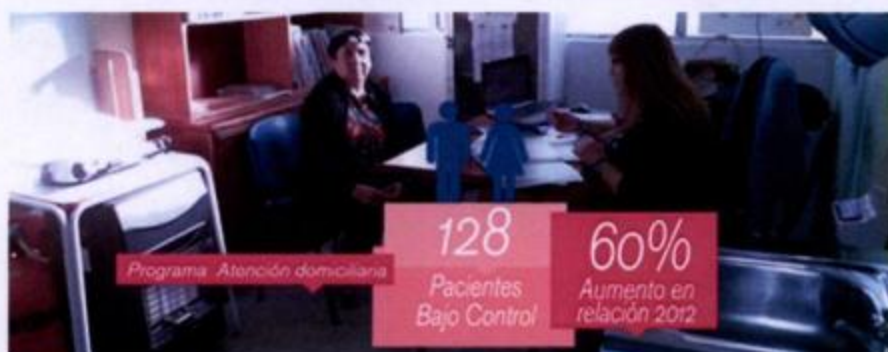 Programa Atención domiciliaria
128
Pacientes
Bajo Control
60%
Aumento en
relación 2012